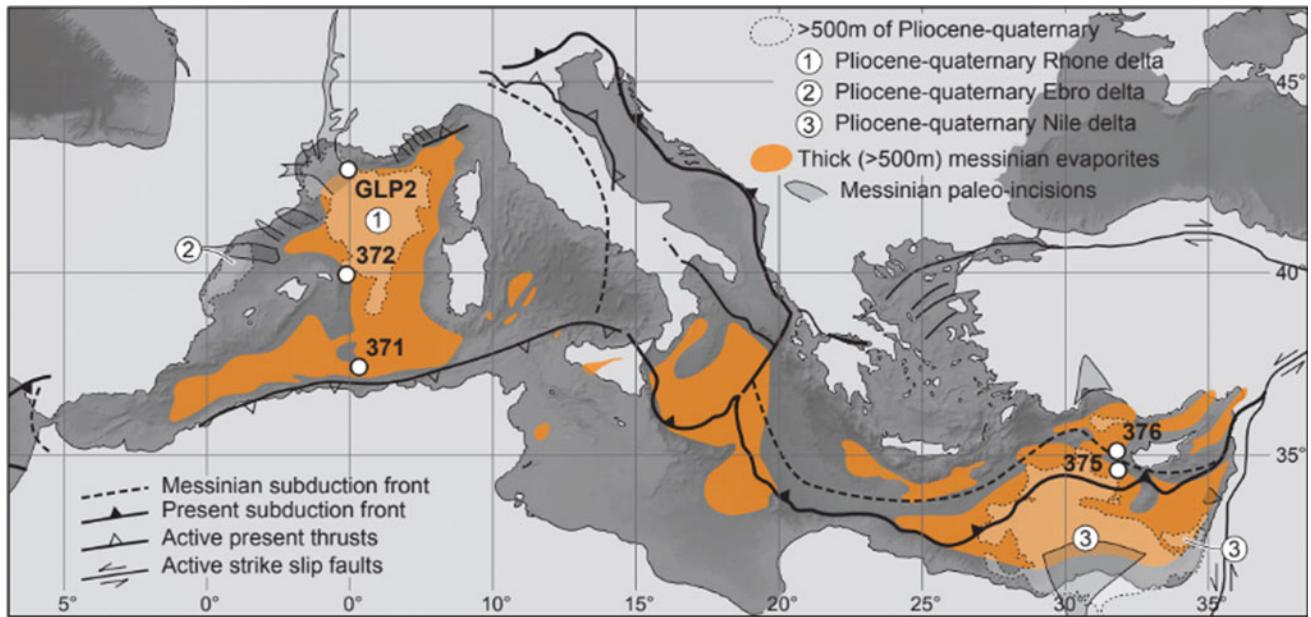 >500m of Pliocene-quaternary
1 Pliocene-quaternary Rhone delta
2 Pliocene-quaternary Ebro delta
3 Pliocene-quaternary Nile delta
Thick (>500m) messinian evaporites
Messinian paleo-incisions
45°
GLP2
1
2
372
40°
371
376
35°
375
3
3
Messinian subduction front
Present subduction front
Active present thrusts
Active strike slip faults
5° 0° 0° 10° 15° 20° 25° 30° 35°